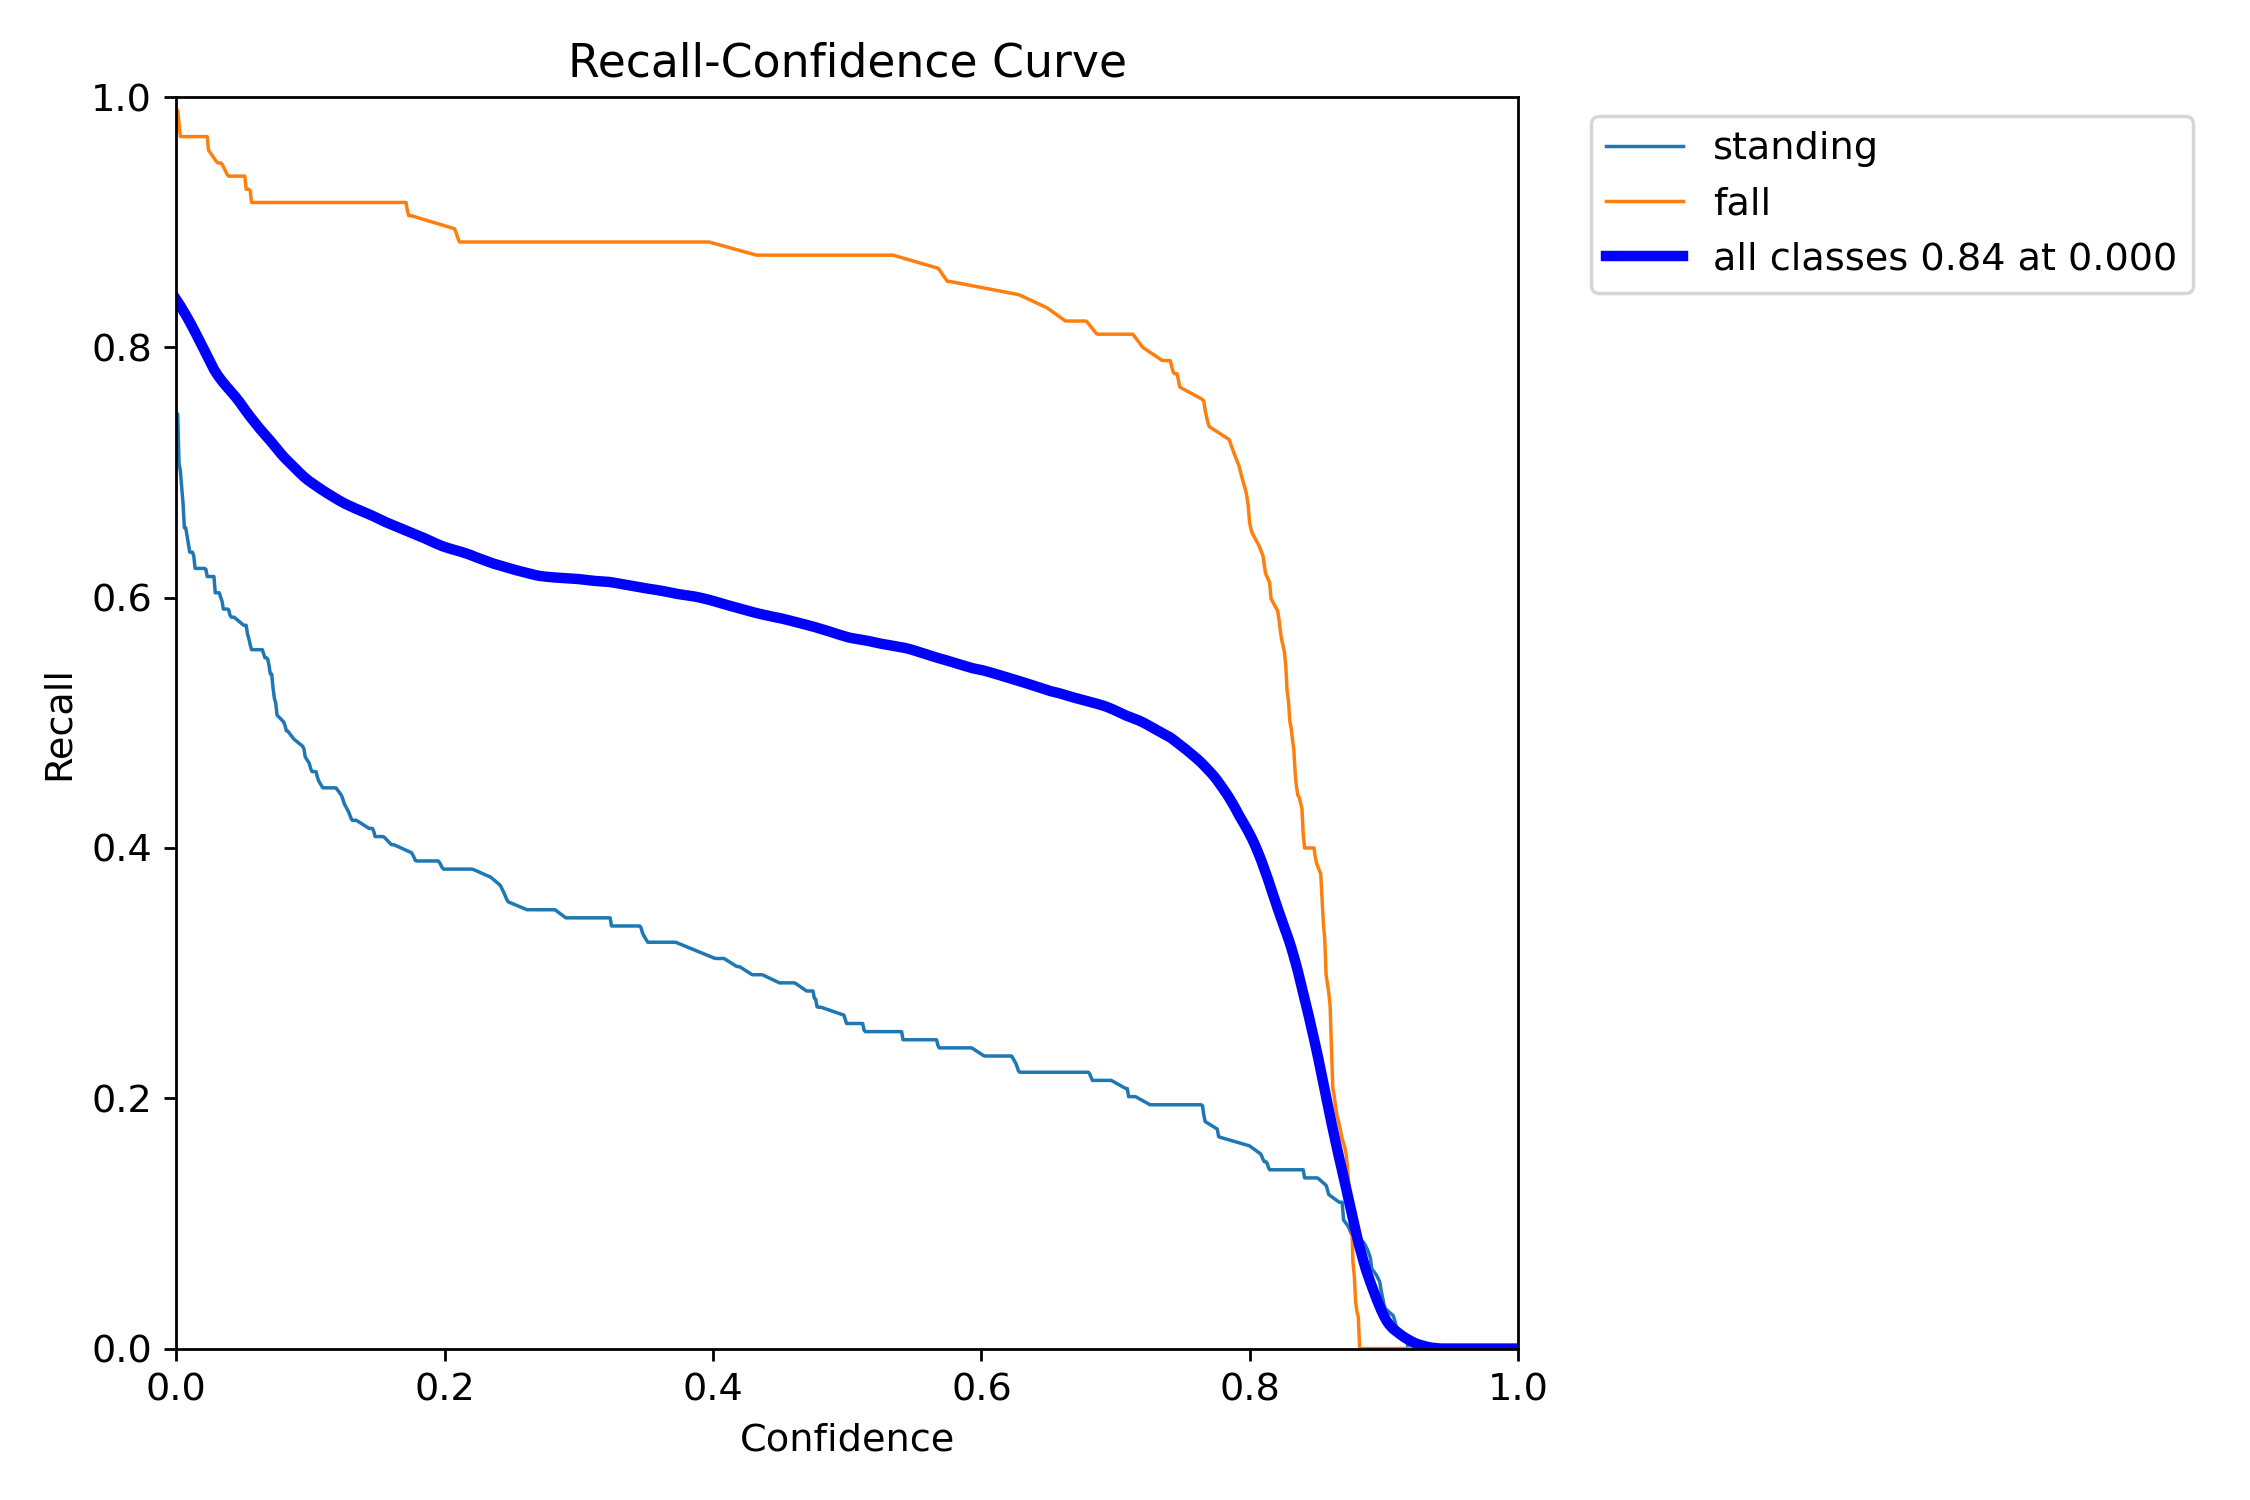 Recall-Confidence Curve
1.0
0.8
0.6
0.4
0.2
0.0
Recall
0.0 0.2 0.4 0.6 0.8 1.0
Confidence
standing
fall
all classes 0.84 at 0.000